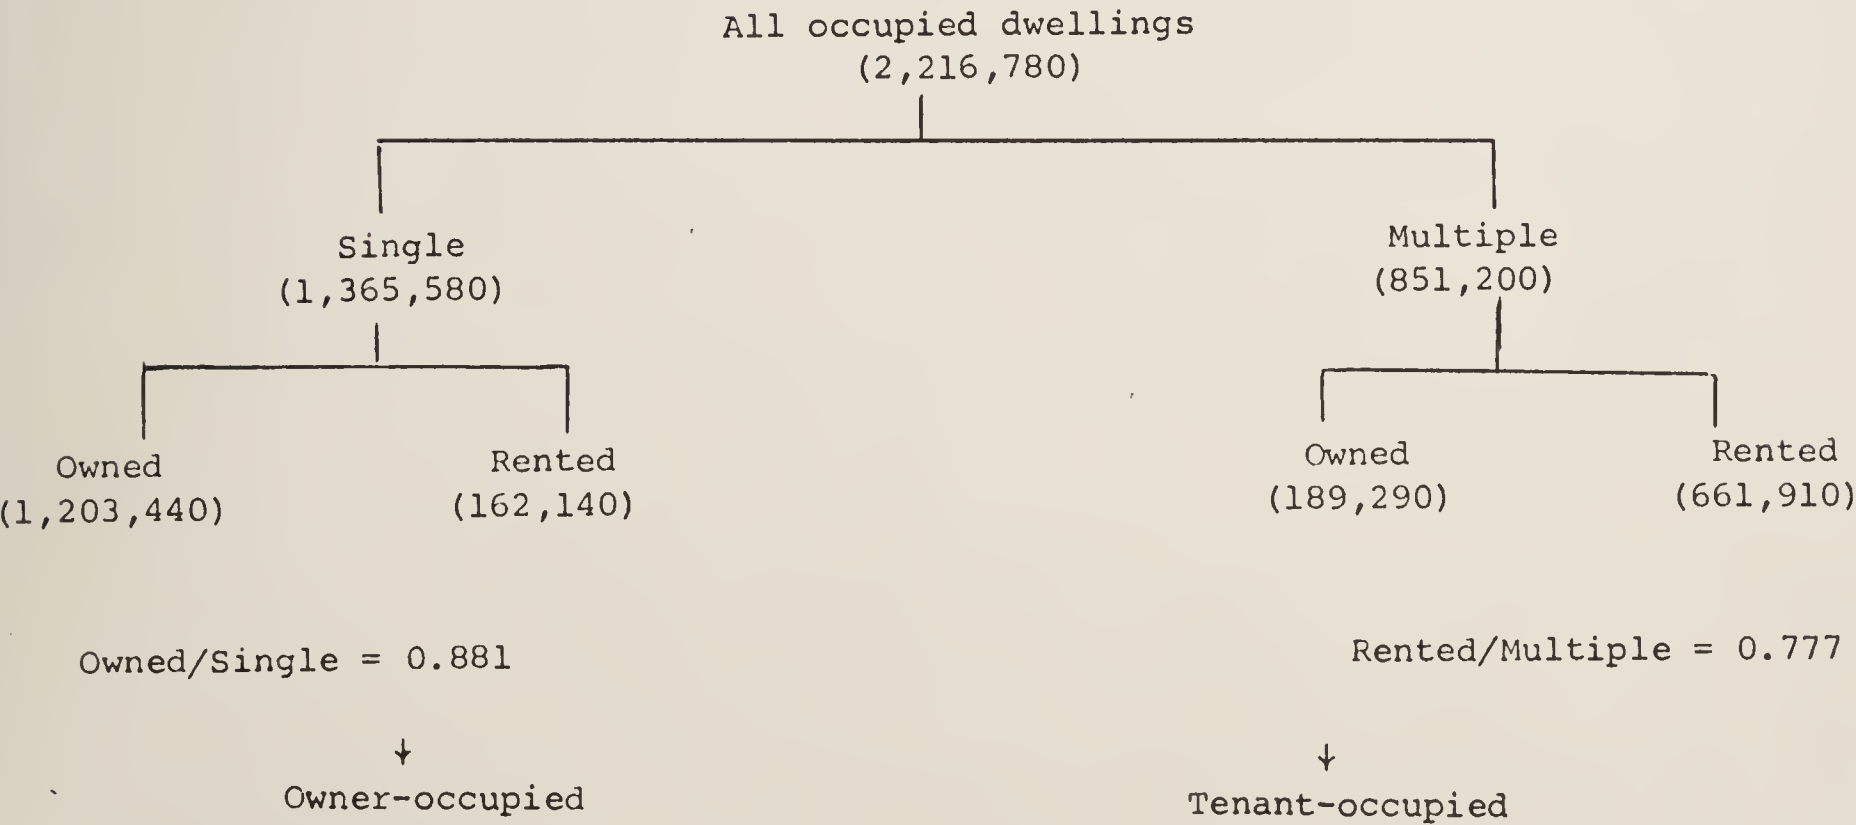 All occupied dwellings
(2,216,780)
Single
(1,365,580)
Multiple
(851,200)
Owned
(1,203,440)
Rented
(162,140)
Owned
(189,290)
Rented
(661,910)
Owned/Single = 0.881
Rented/Multiple = 0.777
↓
Owner-occupied
↓
Tenant-occupied